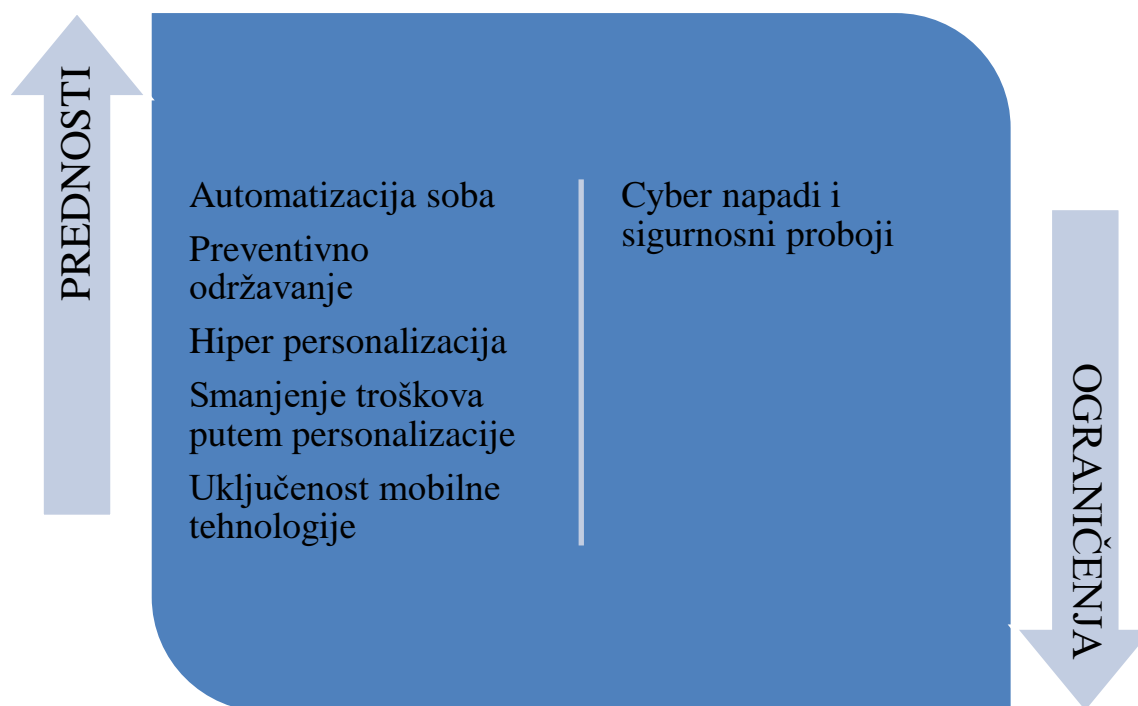 PREDNOSTI
Automatizacija soba
Preventivno
održavanje
Hiper personalizacija
Smanjenje troškova
putem personalizacije
Uključenost mobilne
tehnologije
Cyber napadi i
sigurnosni proboji
OGRANIČENJA